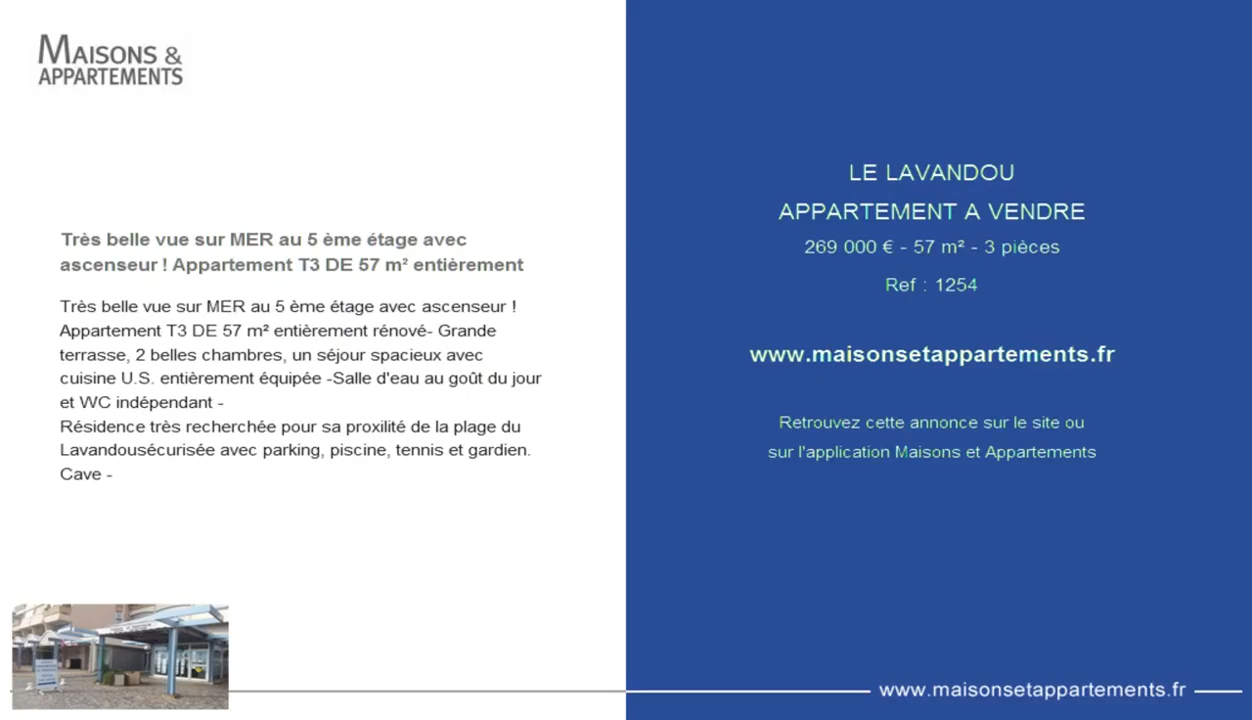 MAISONS &
APPARTEMENTS
Très belle vue sur MER au 5 ème étage avec
ascenseur ! Appartement T3 DE 57 m² entièrement
Très belle vue sur MER au 5 ème étage avec ascenseur !
Appartement T3 DE 57 m² entièrement rénové- Grande
terrasse, 2 belles chambres, un séjour spacieux avec
cuisine U.S. entièrement équipée -Salle d'eau au goût du jour
et WC indépendant -
Résidence très recherchée pour sa proxilité de la plage du
Lavandousécurisée avec parking, piscine, tennis et gardien.
Cave -
LE LAVANDOU
APPARTEMENT A VENDRE
269 000 € - 57 m² - 3 pièces
Ref : 1254
www.maisonsetappartements.fr
Retrouvez cette annonce sur le site ou
sur l'application Maisons et Appartements
www.maisonsetappartements.fr